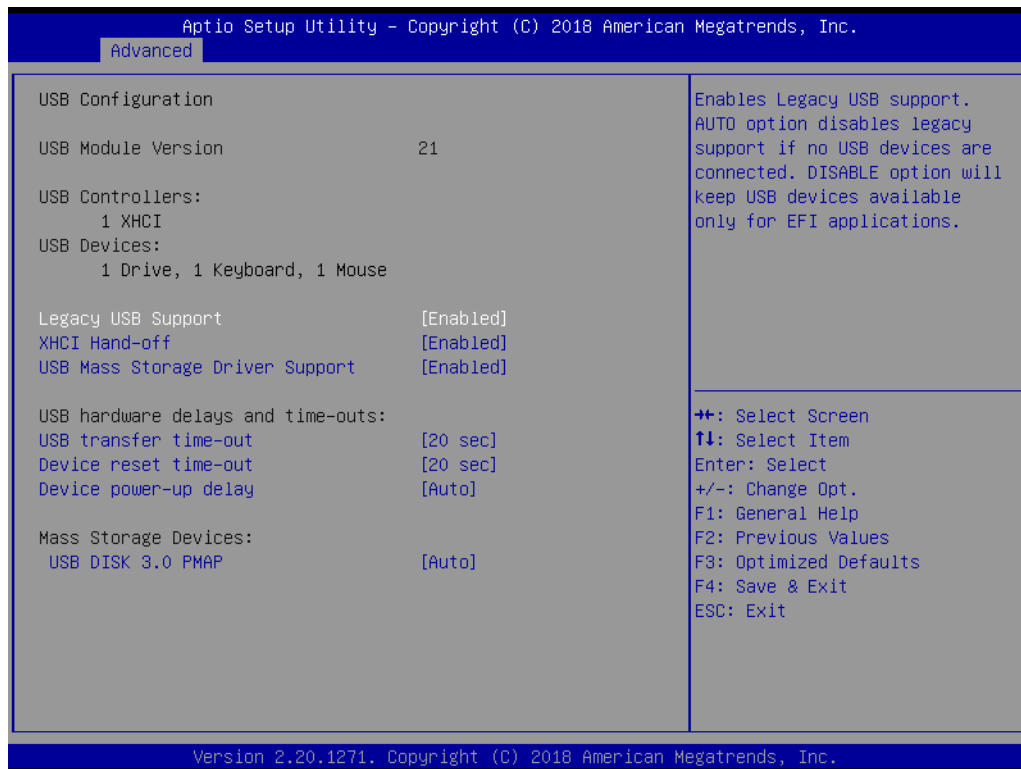 Aptio Setup Utility – Copyright (C) 2018 American Megatrends, Inc.
Advanced
USB Configuration
USB Module Version 21
USB Controllers:
1 XHCI
USB Devices:
1 Drive, 1 Keyboard, 1 Mouse
Legacy USB Support [Enabled]
XHCI Hand-off [Enabled]
USB Mass Storage Driver Support [Enabled]
USB hardware delays and time-outs:
USB transfer time-out [20 sec]
Device reset time-out [20 sec]
Device power-up delay [Auto]
Mass Storage Devices:
USB DISK 3.0 PMAP [Auto]
Enables Legacy USB support.
AUTO option disables legacy
support if no USB devices are
connected. DISABLE option will
keep USB devices available
only for EFI applications.
→←: Select Screen
↑↓: Select Item
Enter: Select
+/-: Change Opt.
F1: General Help
F2: Previous Values
F3: Optimized Defaults
F4: Save & Exit
ESC: Exit
Version 2.20.1271. Copyright (C) 2018 American Megatrends, Inc.